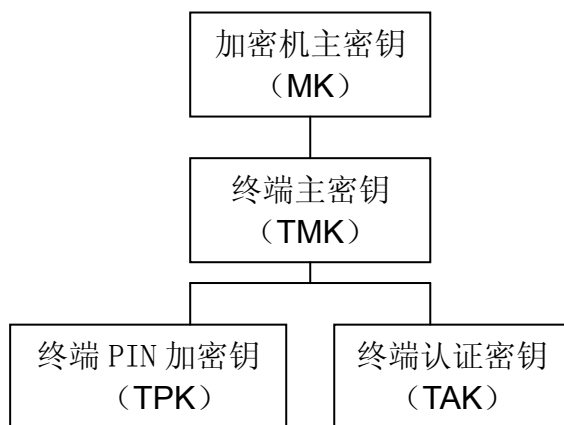 加密机主密钥
（MK）
终端主密钥
（TMK）
终端 PIN 加密钥
（TPK）
终端认证密钥
（TAK）